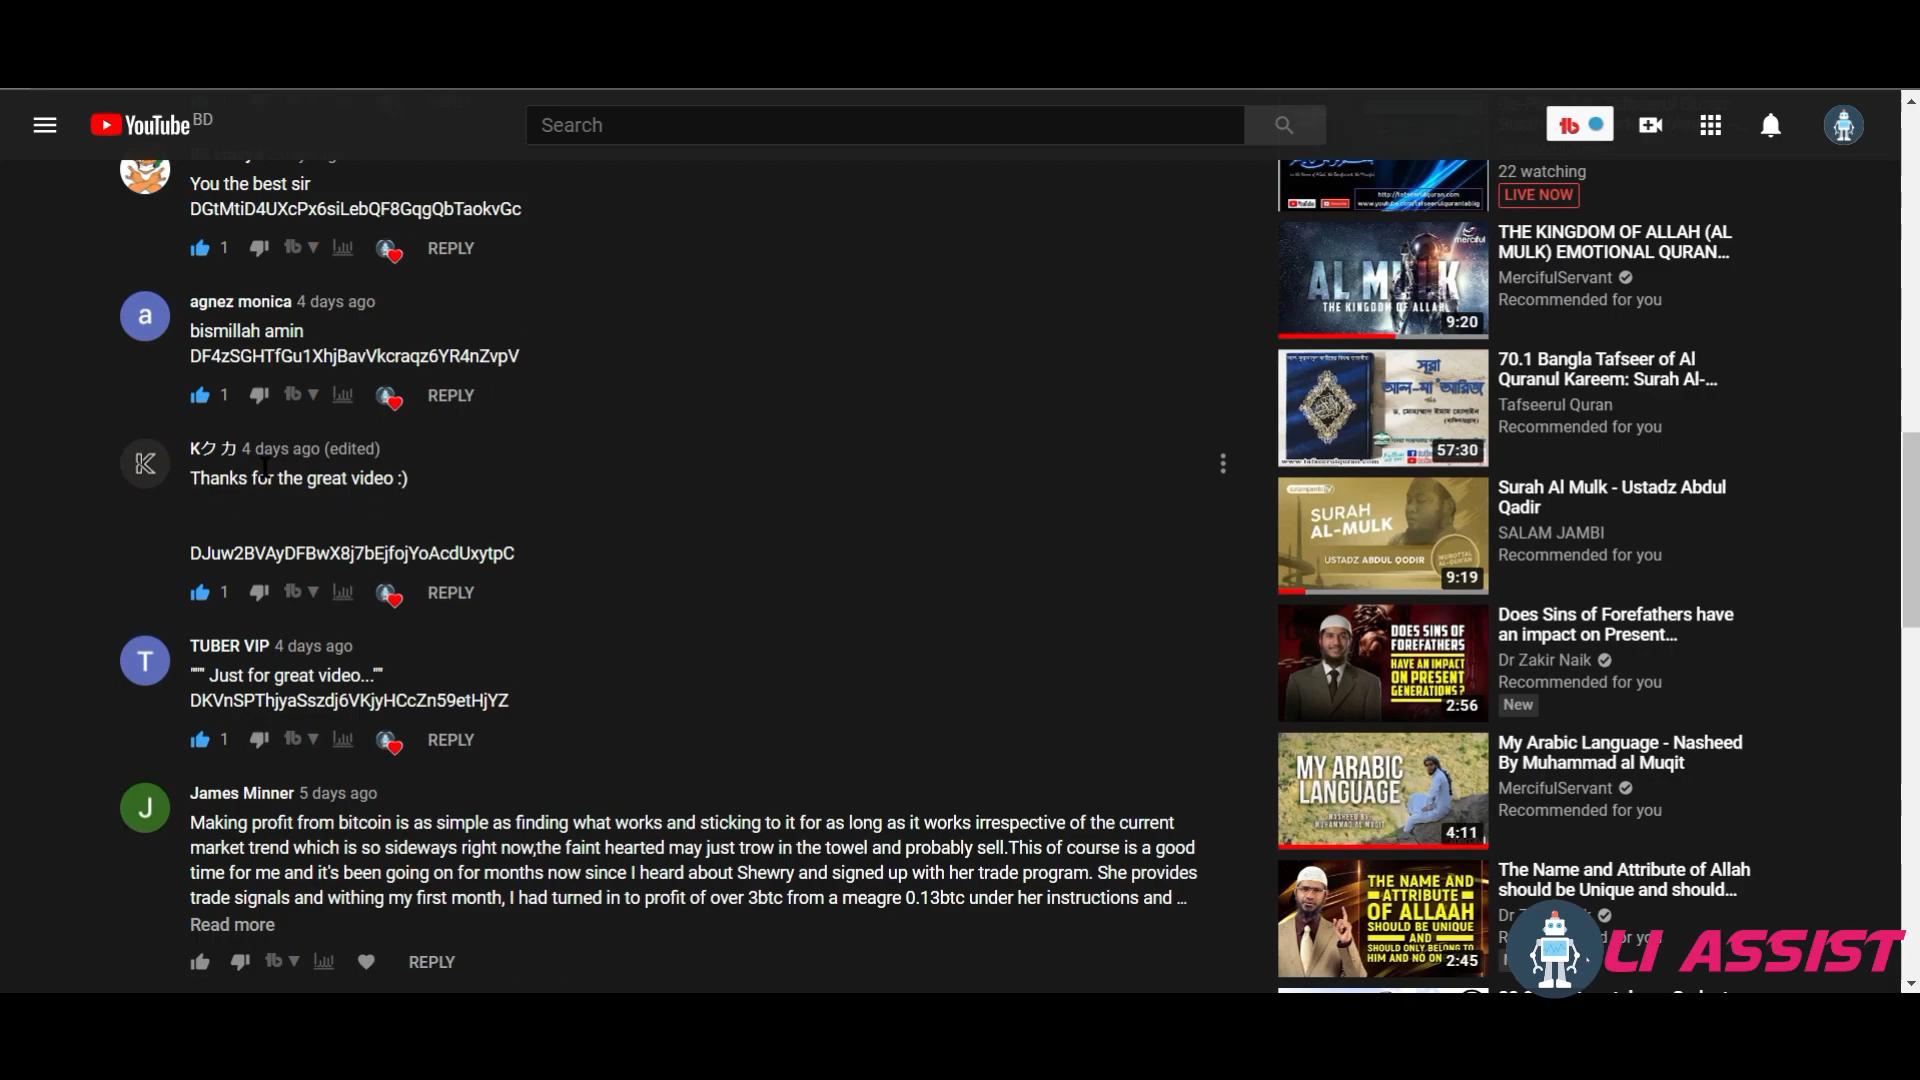 YouTube BD
Search
You the best sir
DGtMtiD4UXcPx6siLebQF8GqgQbTaokvGc
1 REPLY
agnez monica 4 days ago
bismillah amin
DF4zSGHTfGu1XhjBavVkcraqz6YR4nZvpV
1 REPLY
Kク カ 4 days ago (edited)
Thanks for the great video :)
DJuw2BVAyDFBwX8j7bEjfojYoAcdUxytpC
1 REPLY
TUBER VIP 4 days ago
""" Just for great video...""
DKVnSPThjyaSszdj6VKjyHCcZn59etHjYZ
1 REPLY
James Minner 5 days ago
Making profit from bitcoin is as simple as finding what works and sticking to it for as long as it works irrespective of the current
market trend which is so sideways right now,the faint hearted may just trow in the towel and probably sell.This of course is a good
time for me and it's been going on for months now since I heard about Shewry and signed up with her trade program. She provides
trade signals and withing my first month, I had turned in to profit of over 3btc from a meagre 0.13btc under her instructions and ...
Read more
REPLY
22 watching
LIVE NOW
http://tafseerulquran.com
YouTube
merciful
AL MULK
THE KINGDOM OF ALLAH
9:20
THE KINGDOM OF ALLAH (AL
MULK) EMOTIONAL QURAN...
MercifulServant
Recommended for you
সূরা
আল-মা'আরিজ
57:30
70.1 Bangla Tafseer of Al
Quranul Kareem: Surah Al-...
Tafseerul Quran
Recommended for you
SURAH
AL-MULK
USTADZ ABDUL QODIR
9:19
Surah Al Mulk - Ustadz Abdul
Qadir
SALAM JAMBI
Recommended for you
DOES SINS OF
FOREFATHERS
HAVE AN IMPACT
ON PRESENT
GENERATIONS?
2:56
Does Sins of Forefathers have
an impact on Present...
Dr Zakir Naik
Recommended for you
New
MY ARABIC
LANGUAGE
NASHEED BY
MUHAMMAD AL MUQIT
4:11
My Arabic Language - Nasheed
By Muhammad al Muqit
MercifulServant
Recommended for you
THE NAME AND
ATTRIBUTE
OF ALLAAH
SHOULD BE UNIQUE
AND
SHOULD ONLY BELONG TO
HIM AND NO ON
2:45
The Name and Attribute of Allah
should be Unique and should...
Dr
LI ASSIST